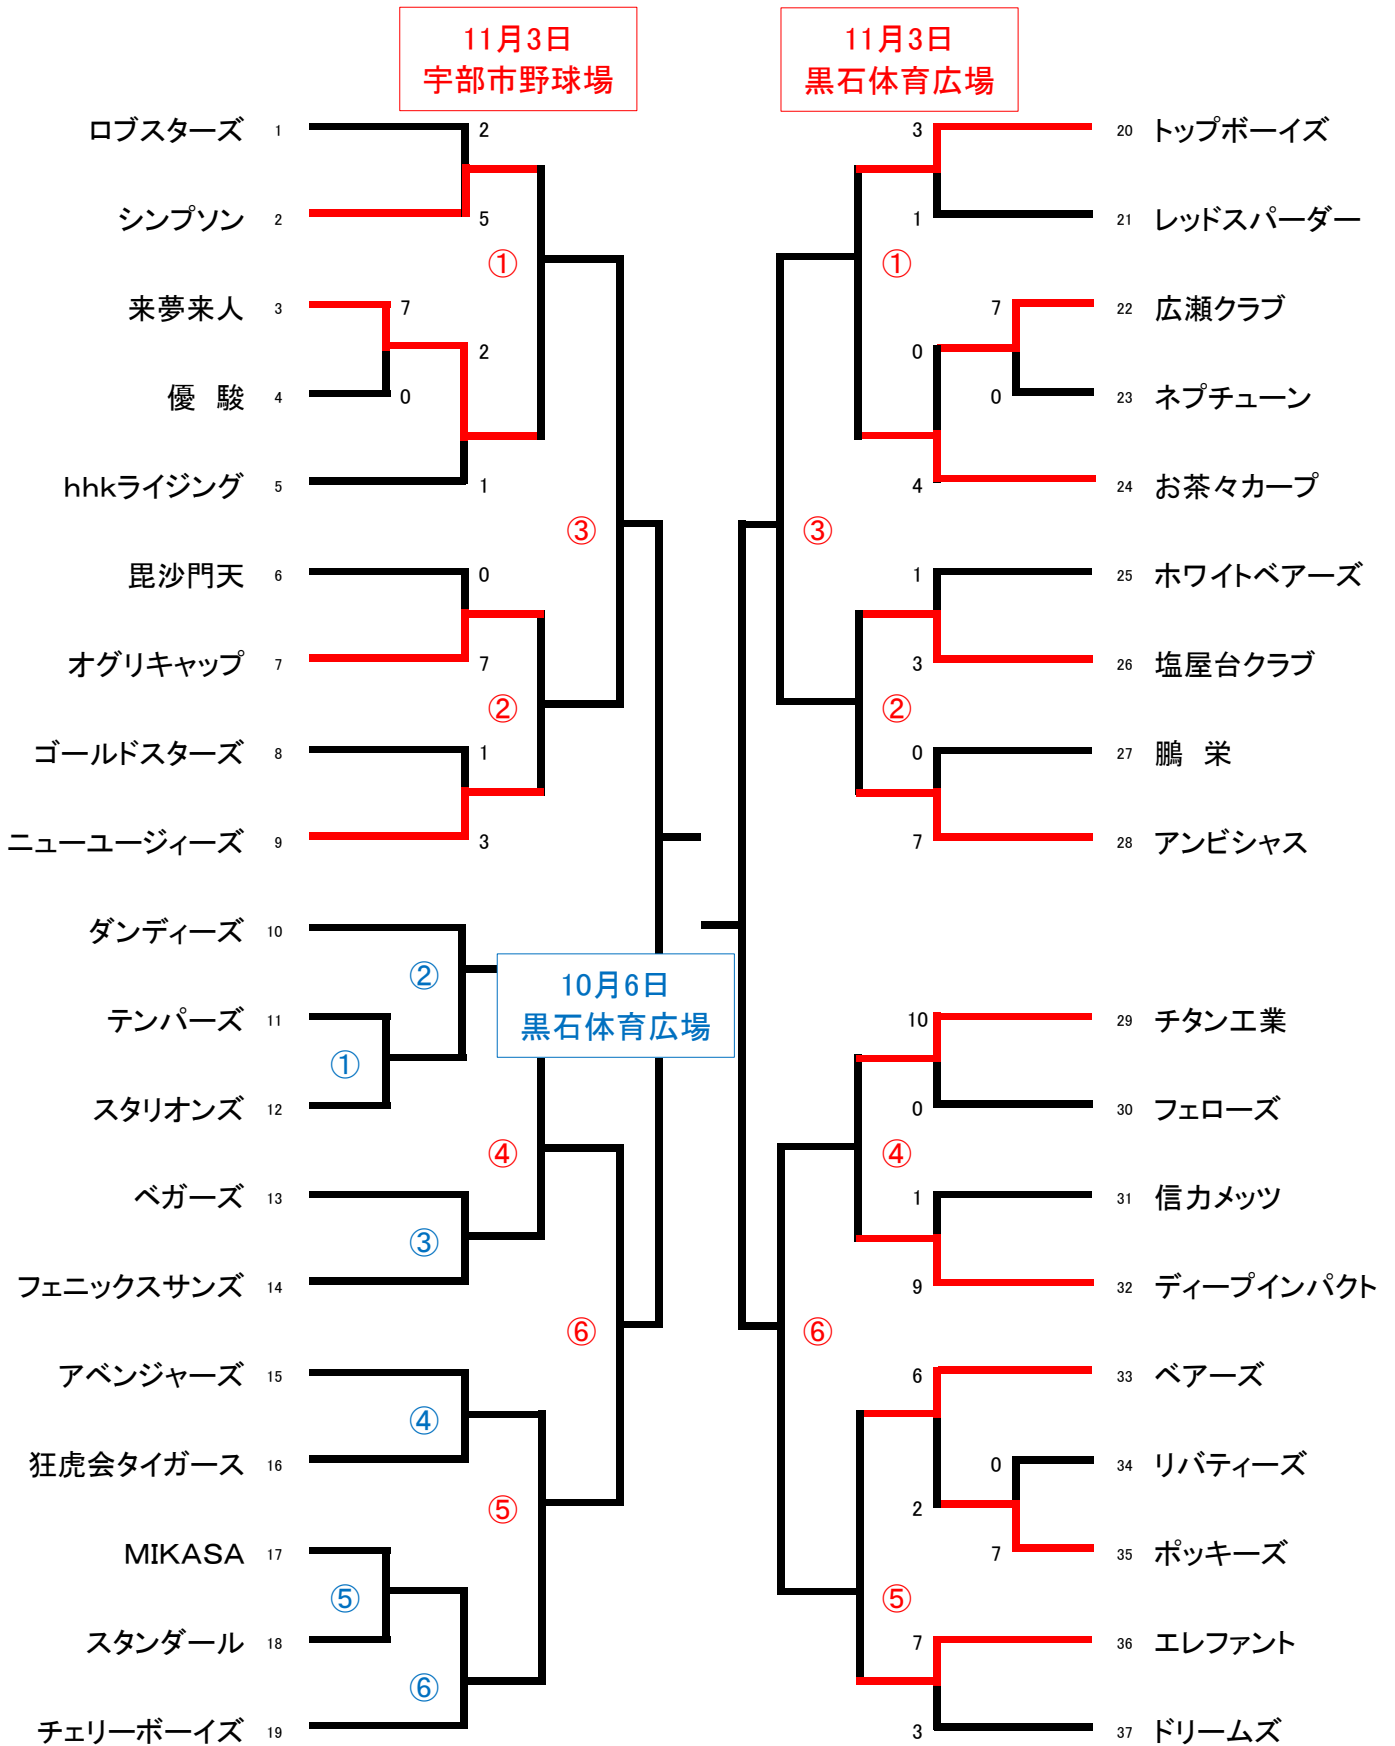 11月3日
宇部市野球場
11月3日
黒石体育広場
ロブスターズ 1 2
シンプソン 2 5
①
来夢来人 3 7
2
優 駿 4 0
hhkライジング 5 1
③
毘沙門天 6 0
オグリキャップ 7 7
②
ゴールドスターズ 8 1
ニューユージィーズ 9 3
ダンディーズ 10
②
10月6日
黒石体育広場
テンパーズ 11
①
スタリオンズ 12
④
ベガーズ 13
③
フェニックスサンズ 14
⑥
アベンジャーズ 15
④
狂虎会タイガース 16
⑤
MIKASA 17
⑤
スタンダール 18
⑥
チェリーボーイズ 19
3 20 トップボーイズ
1 21 レッドスパーダー
①
7 22 広瀬クラブ
0
0 23 ネプチューン
4 24 お茶々カープ
③
1 25 ホワイトベアーズ
3 26 塩屋台クラブ
②
0 27 鵬 栄
7 28 アンビシャス
10 29 チタン工業
0 30 フェローズ
④
1 31 信力メッツ
9 32 ディープインパクト
⑥
6 33 ベアーズ
0 34 リバティーズ
2
7 35 ポッキーズ
⑤
7 36 エレファント
3 37 ドリームズ